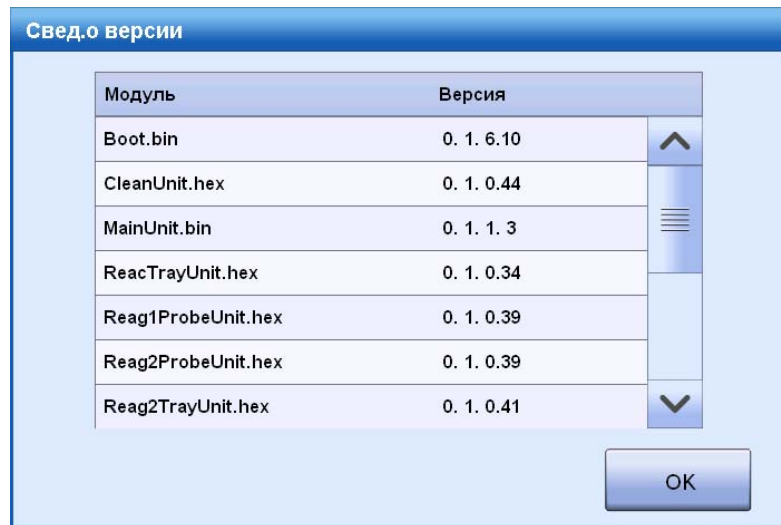 Свед.о версии
Модуль Версия
Boot.bin 0. 1. 6.10
CleanUnit.hex 0. 1. 0.44
MainUnit.bin 0. 1. 1. 3
ReacTrayUnit.hex 0. 1. 0.34
Reag1ProbeUnit.hex 0. 1. 0.39
Reag2ProbeUnit.hex 0. 1. 0.39
Reag2TrayUnit.hex 0. 1. 0.41
OK